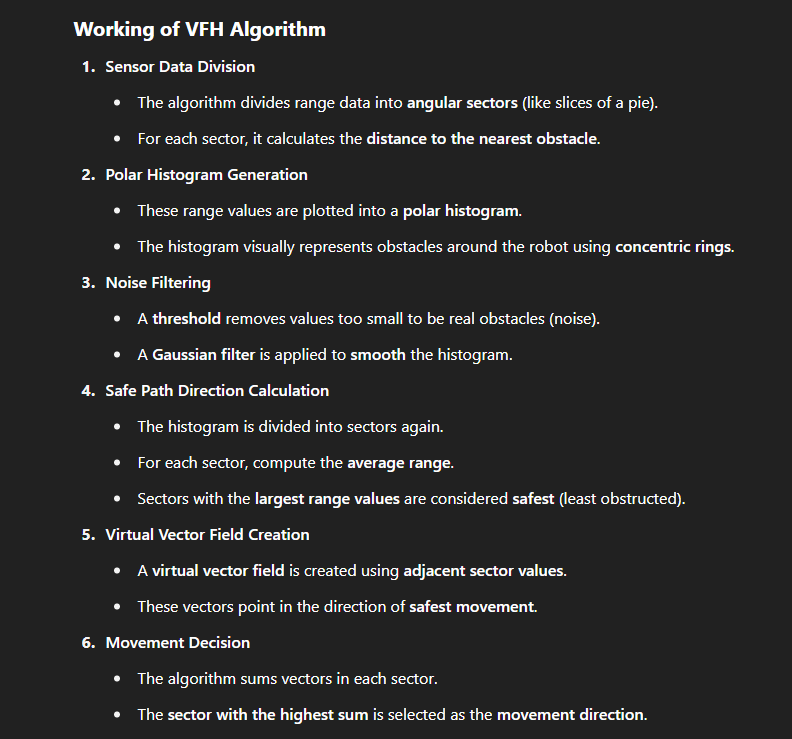 Working of VFH Algorithm
1. Sensor Data Division
• The algorithm divides range data into angular sectors (like slices of a pie).
• For each sector, it calculates the distance to the nearest obstacle.
2. Polar Histogram Generation
• These range values are plotted into a polar histogram.
• The histogram visually represents obstacles around the robot using concentric rings.
3. Noise Filtering
• A threshold removes values too small to be real obstacles (noise).
• A Gaussian filter is applied to smooth the histogram.
4. Safe Path Direction Calculation
• The histogram is divided into sectors again.
• For each sector, compute the average range.
• Sectors with the largest range values are considered safest (least obstructed).
5. Virtual Vector Field Creation
• A virtual vector field is created using adjacent sector values.
• These vectors point in the direction of safest movement.
6. Movement Decision
• The algorithm sums vectors in each sector.
• The sector with the highest sum is selected as the movement direction.